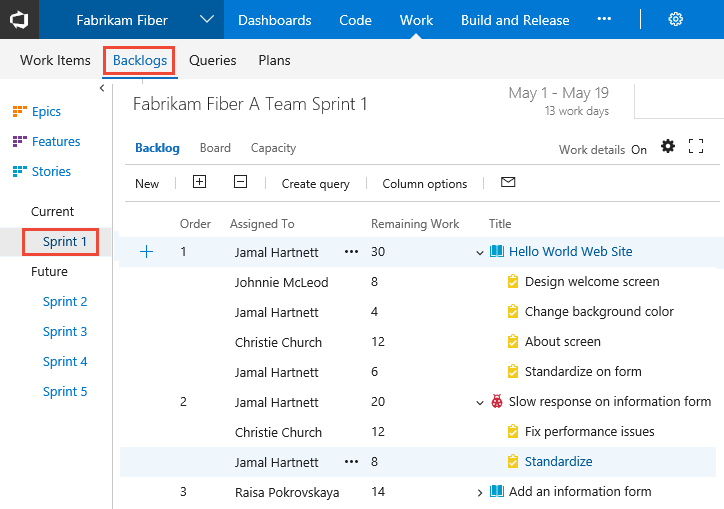 Fabrikam Fiber Dashboards Code Work Build and Release
Work Items Backlogs Queries Plans
Epics
Features
Stories
Current
Sprint 1
Future
Sprint 2
Sprint 3
Sprint 4
Sprint 5
Fabrikam Fiber A Team Sprint 1
May 1 - May 19
13 work days
Backlog Board Capacity Work details On
New Create query Column options
Order Assigned To Remaining Work Title
1 Jamal Hartnett ••• 30 Hello World Web Site
Johnnie McLeod 8 Design welcome screen
Jamal Hartnett 4 Change background color
Christie Church 12 About screen
Jamal Hartnett 6 Standardize on form
2 Jamal Hartnett 20 Slow response on information form
Christie Church 12 Fix performance issues
Jamal Hartnett ••• 8 Standardize
3 Raisa Pokrovskaya 14 Add an information form